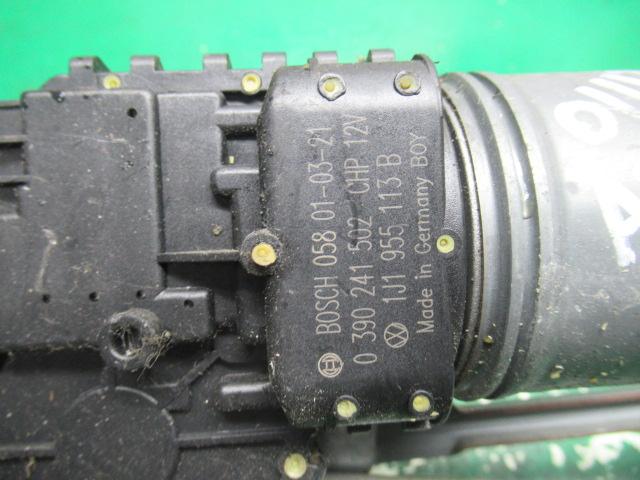 BOSCH 058 01-03-21
0 390 241 502 CHP 12V
1J1 955 113 B
Made in Germany BOY